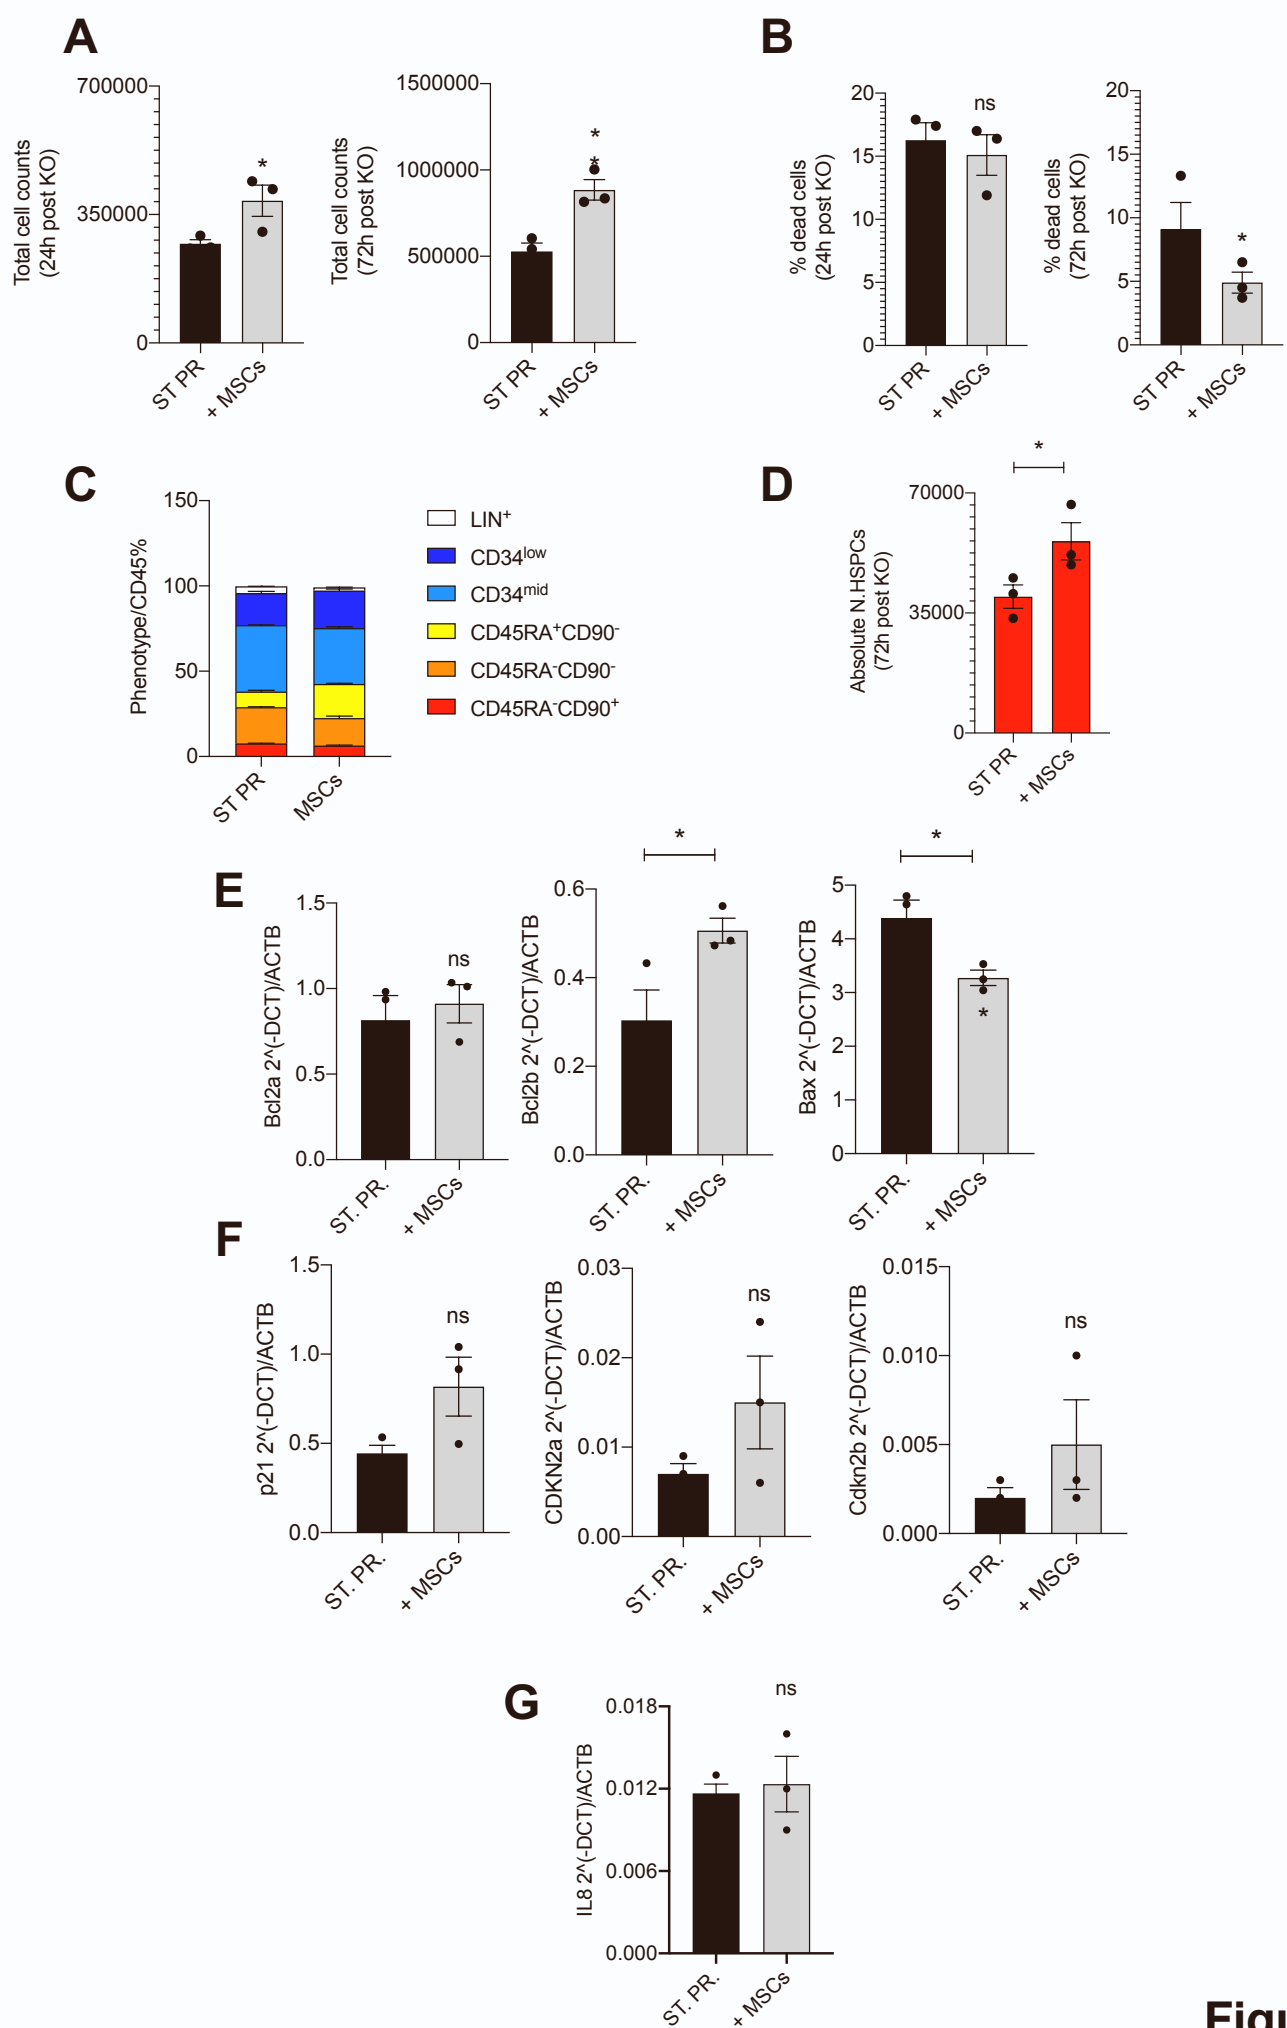 A
B
700000
350000
0
Total cell counts
(24h post KO)
*
ST PR
+ MSCs
1500000
1000000
500000
0
Total cell counts
(72h post KO)
*
*
ST PR
+ MSCs
20
15
10
5
0
% dead cells
(24h post KO)
ns
ST PR
+ MSCs
20
15
10
5
0
% dead cells
(72h post KO)
*
ST PR
+ MSCs
C
D
150
100
50
0
Phenotype/CD45%
ST PR
MSCs
LIN⁺
CD34ˡᵒʷ
CD34ᵐⁱᵈ
CD45RA⁺CD90⁻
CD45RA⁻CD90⁻
CD45RA⁻CD90⁺
*
70000
35000
0
Absolute N.HSPCs
(72h post KO)
ST PR
+ MSCs
E
1.5
1.0
0.5
0.0
Bcl2a 2^(-DCT)/ACTB
ns
ST. PR.
+ MSCs
*
0.6
0.4
0.2
0.0
Bcl2b 2^(-DCT)/ACTB
ST. PR.
+ MSCs
*
5
4
3
2
1
0
Bax 2^(-DCT)/ACTB
*
ST. PR.
+ MSCs
F
1.5
1.0
0.5
0.0
p21 2^(-DCT)/ACTB
ns
ST. PR.
+ MSCs
0.03
0.02
0.01
0.00
CDKN2a 2^(-DCT)/ACTB
ns
ST. PR.
+ MSCs
0.015
0.010
0.005
0.000
Cdkn2b 2^(-DCT)/ACTB
ns
ST. PR.
+ MSCs
G
0.018
0.012
0.006
0.000
IL8 2^(-DCT)/ACTB
ns
ST. PR.
+ MSCs